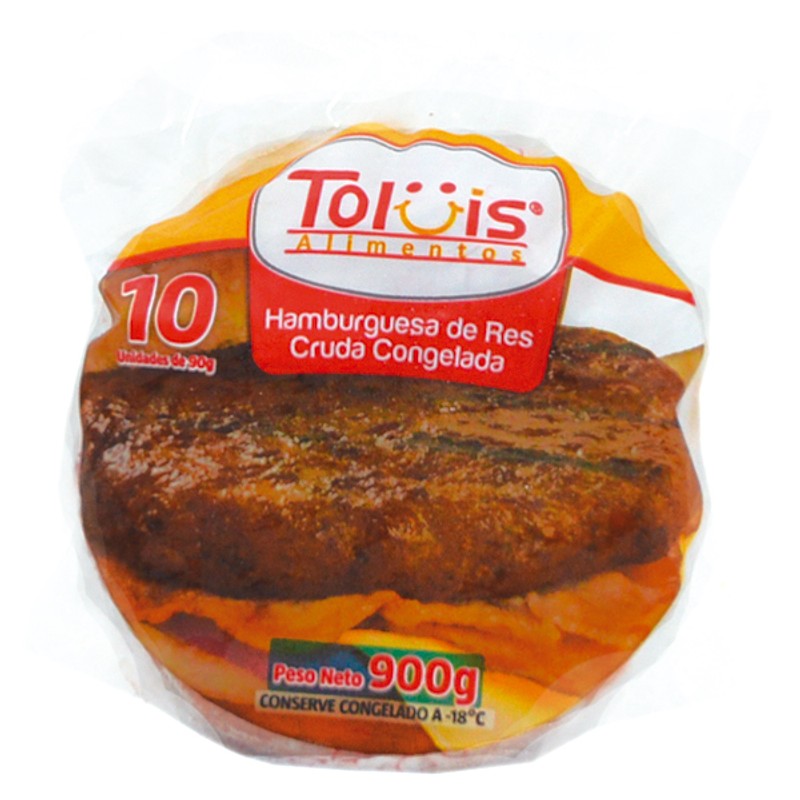 Tolüis®
Alimentos
10
Unidades de 90g
Hamburguesa de Res
Cruda Congelada
Peso Neto 900g
CONSERVE CONGELADO A -18°C